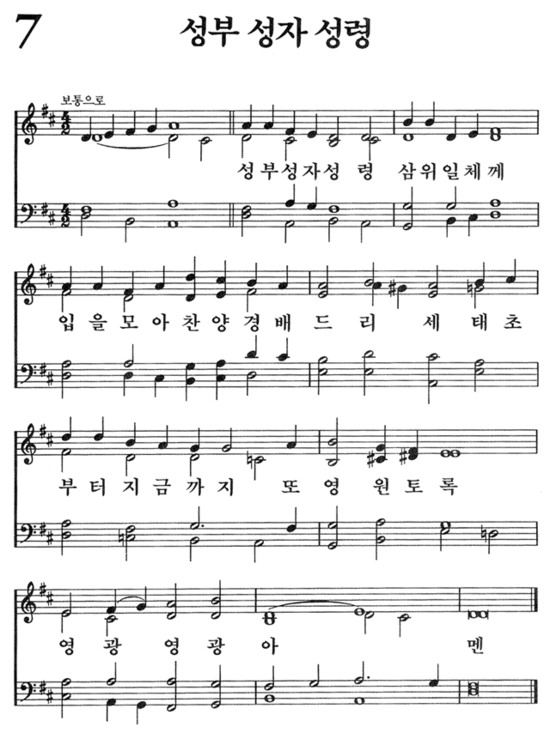 7 성부 성자 성령
보통으로
4/2
성부성자성 령 삼위일체께
입을모아찬양경배드리 세 태초
부터지금까지 또영원토록
영 광 영 광 아 멘